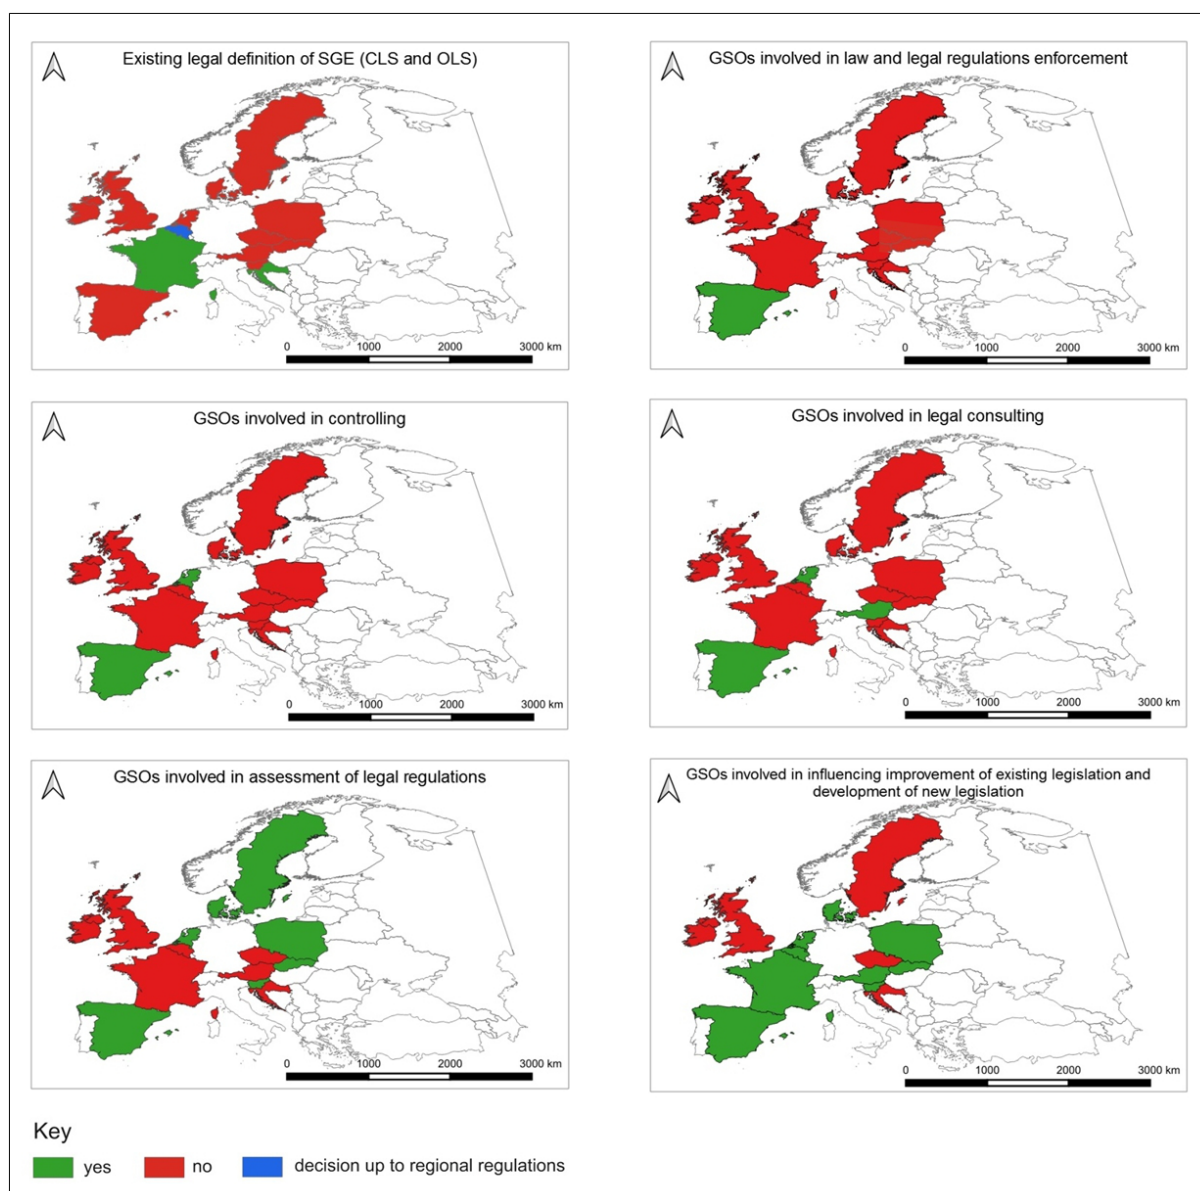 Existing legal definition of SGE (CLS and OLS)
0 1000 2000 3000 km
GSOs involved in law and legal regulations enforcement
0 1000 2000 3000 km
GSOs involved in controlling
0 1000 2000 3000 km
GSOs involved in legal consulting
0 1000 2000 3000 km
GSOs involved in assessment of legal regulations
0 1000 2000 3000 km
GSOs involved in influencing improvement of existing legislation and
development of new legislation
0 1000 2000 3000 km
Key
yes no decision up to regional regulations